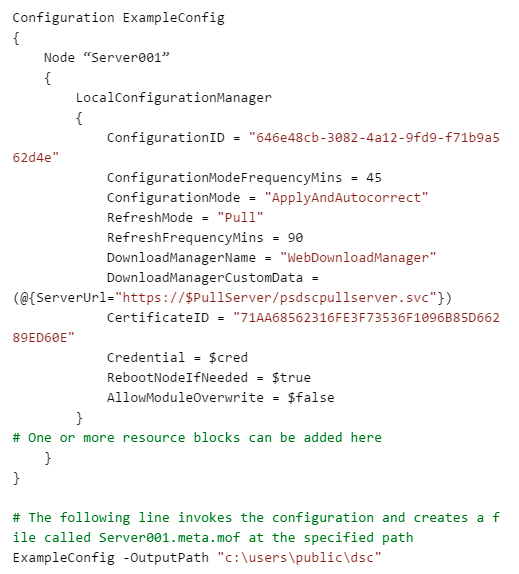 Configuration ExampleConfig
{
    Node “Server001”
    {
        LocalConfigurationManager
        {
            ConfigurationID = "646e48cb-3082-4a12-9fd9-f71b9a5
62d4e"
            ConfigurationModeFrequencyMins = 45
            ConfigurationMode = "ApplyAndAutocorrect"
            RefreshMode = "Pull"
            RefreshFrequencyMins = 90
            DownloadManagerName = "WebDownloadManager"
            DownloadManagerCustomData =
(@{ServerUrl="https://$PullServer/psdscpullserver.svc"})
            CertificateID = "71AA68562316FE3F73536F1096B85D662
89ED60E"
            Credential = $cred
            RebootNodeIfNeeded = $true
            AllowModuleOverwrite = $false
        }
# One or more resource blocks can be added here
    }
}

# The following line invokes the configuration and creates a f
ile called Server001.meta.mof at the specified path
ExampleConfig -OutputPath "c:\users\public\dsc"